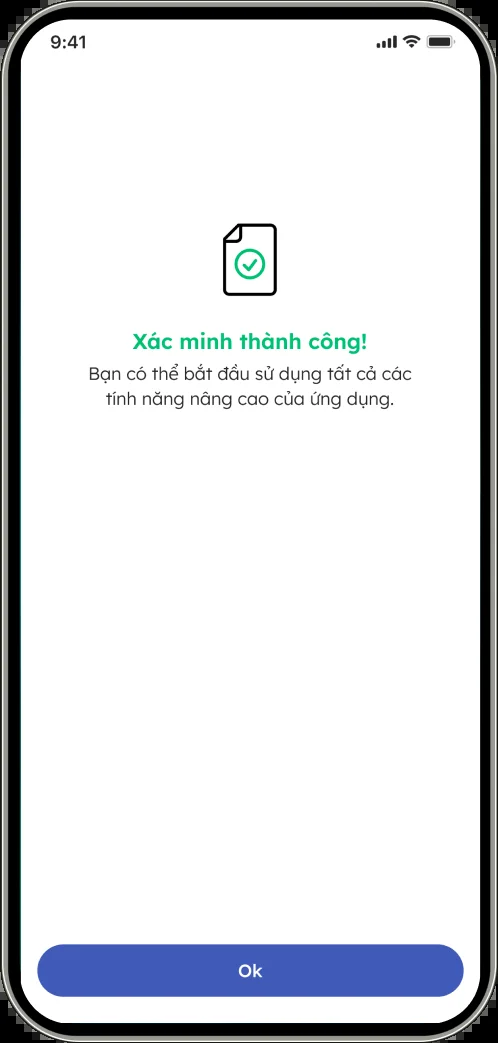 9:41
Xác minh thành công!
Bạn có thể bắt đầu sử dụng tất cả các
tính năng nâng cao của ứng dụng.
Ok